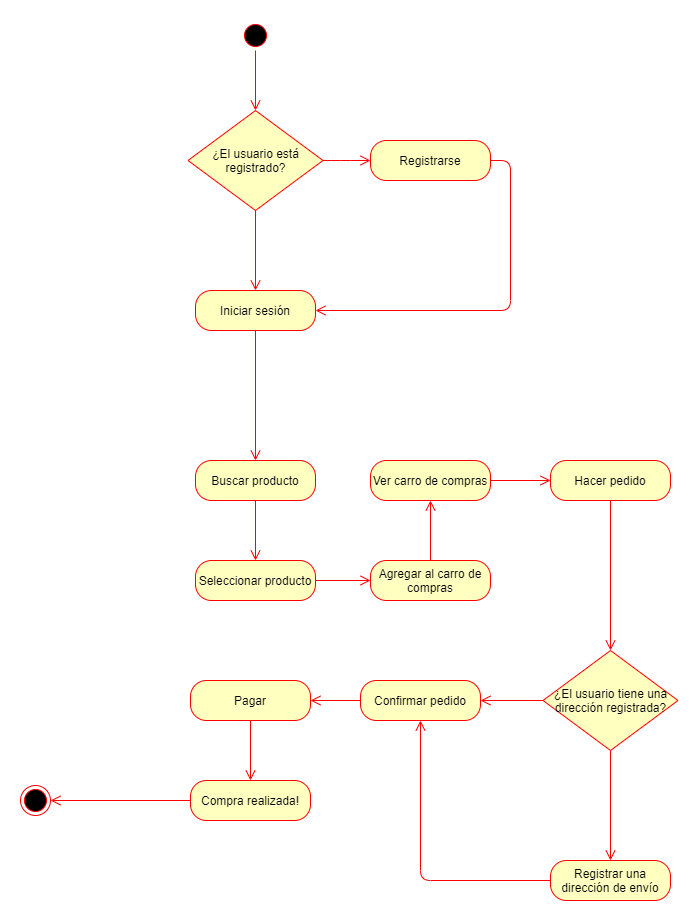 ¿El usuario está
registrado?
Registrarse
Iniciar sesión
Buscar producto
Seleccionar producto
Agregar al carro de
compras
Ver carro de compras
Hacer pedido
¿El usuario tiene una
dirección registrada?
Registrar una
dirección de envío
Confirmar pedido
Pagar
Compra realizada!